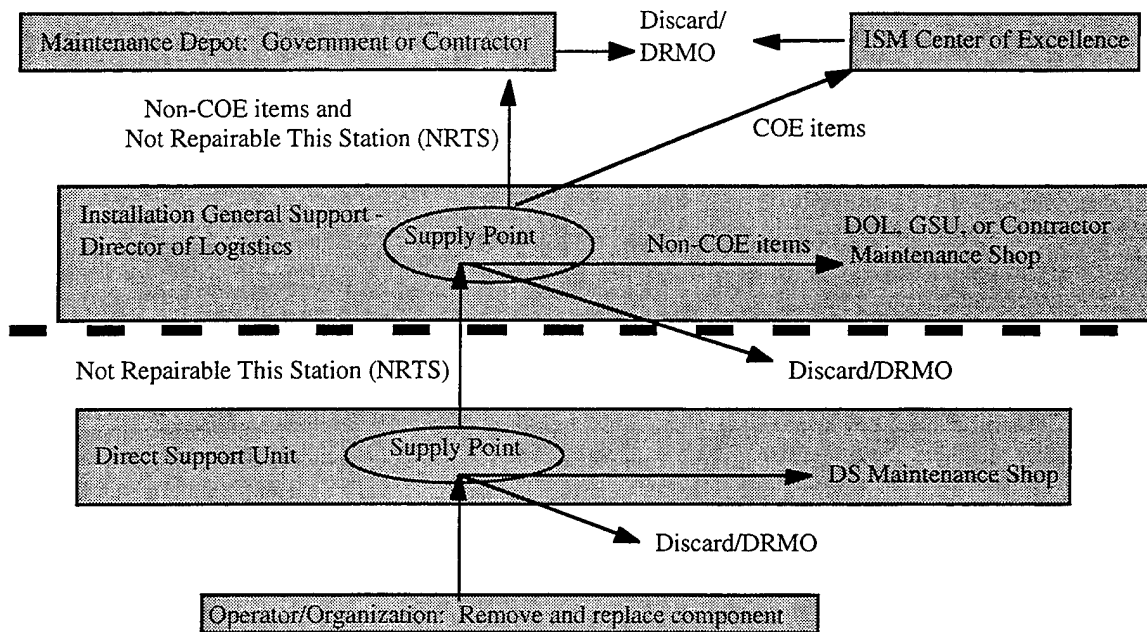 Maintenance Depot: Government or Contractor
Discard/
DRMO
ISM Center of Excellence
Non-COE items and
Not Repairable This Station (NRTS)
COE items
Installation General Support -
Director of Logistics
Supply Point
Non-COE items
DOL, GSU, or Contractor
Maintenance Shop
Not Repairable This Station (NRTS)
Discard/DRMO
Direct Support Unit
Supply Point
DS Maintenance Shop
Discard/DRMO
Operator/Organization: Remove and replace component